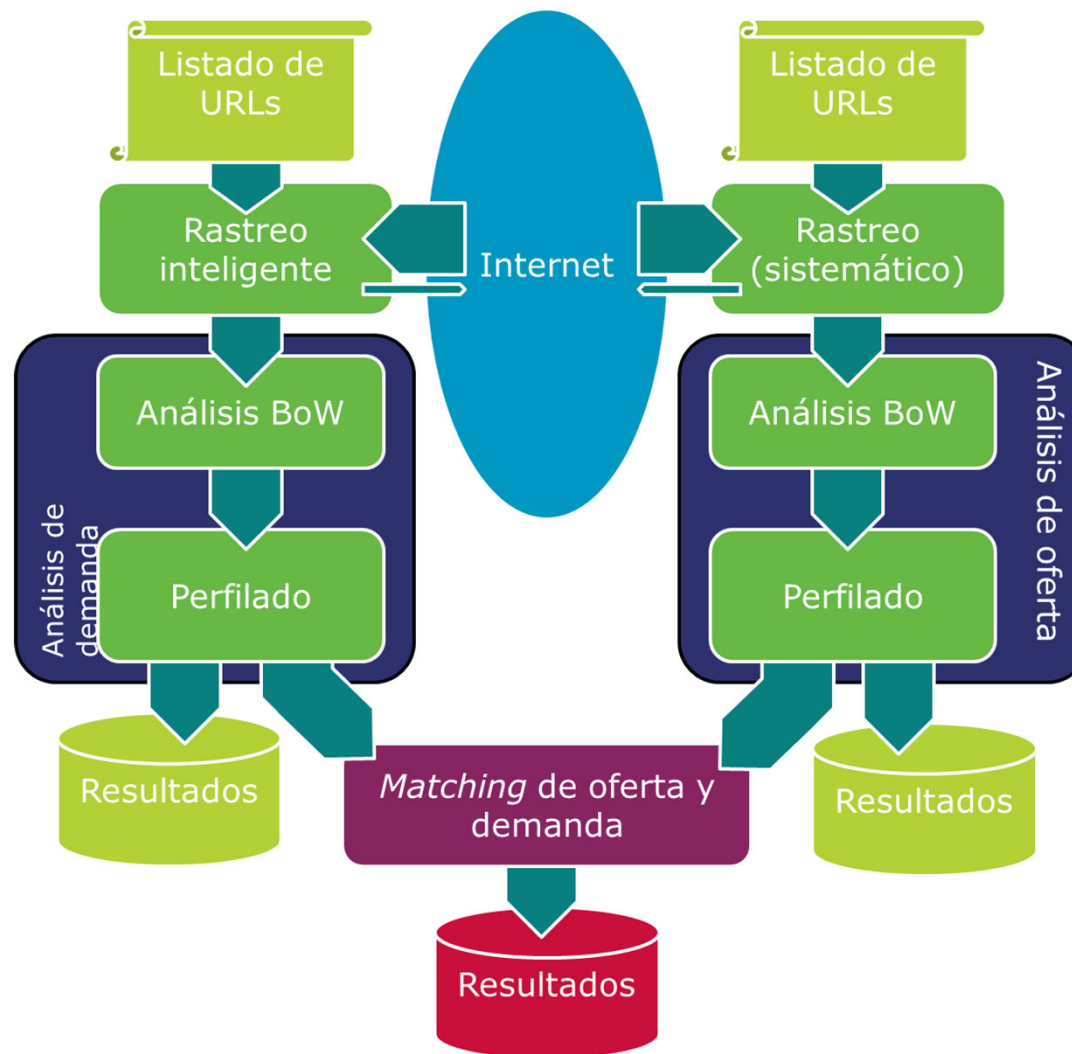 Listado de
URLs
Listado de
URLs
Rastreo
inteligente
Internet
Rastreo
(sistemático)
Análisis BoW
Análisis BoW
Análisis de
demanda
Perfilado
Perfilado
Análisis de oferta
Resultados
Matching de oferta y
demanda
Resultados
Resultados